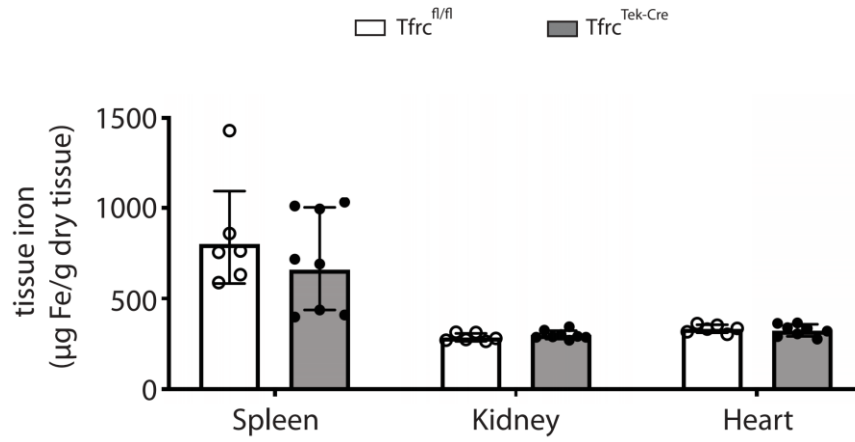 Tfrc^fl/fl Tfrc^Tek-Cre
tissue iron
(µg Fe/g dry tissue)
1500
1000
500
0
Spleen Kidney Heart